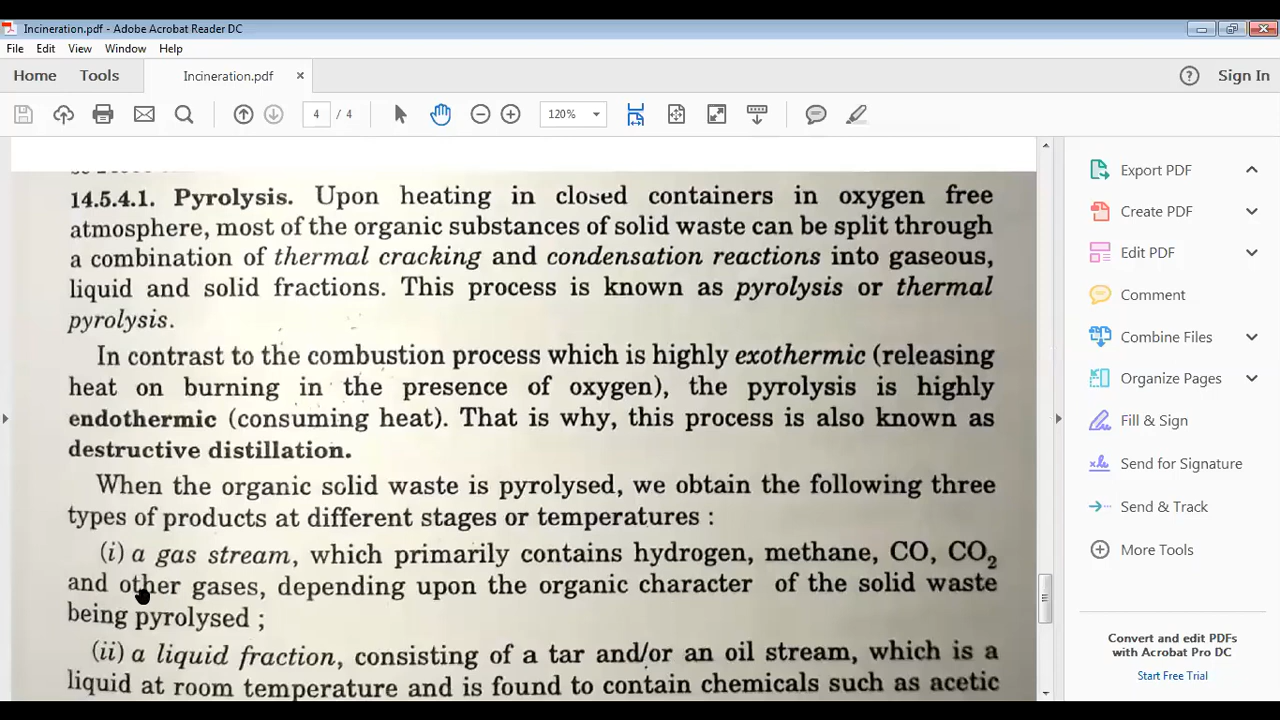 Incineration.pdf - Adobe Acrobat Reader DC
File Edit View Window Help
Home Tools Incineration.pdf × Sign In
4 / 4 120%
14.5.4.1. Pyrolysis. Upon heating in closed containers in oxygen free
atmosphere, most of the organic substances of solid waste can be split through
a combination of thermal cracking and condensation reactions into gaseous,
liquid and solid fractions. This process is known as pyrolysis or thermal
pyrolysis.
In contrast to the combustion process which is highly exothermic (releasing
heat on burning in the presence of oxygen), the pyrolysis is highly
endothermic (consuming heat). That is why, this process is also known as
destructive distillation.
When the organic solid waste is pyrolysed, we obtain the following three
types of products at different stages or temperatures :
(i) a gas stream, which primarily contains hydrogen, methane, CO, CO₂
and other gases, depending upon the organic character of the solid waste
being pyrolysed ;
(ii) a liquid fraction, consisting of a tar and/or an oil stream, which is a
liquid at room temperature and is found to contain chemicals such as acetic
Export PDF
Create PDF
Edit PDF
Comment
Combine Files
Organize Pages
Fill & Sign
Send for Signature
Send & Track
More Tools
Convert and edit PDFs
with Acrobat Pro DC
Start Free Trial